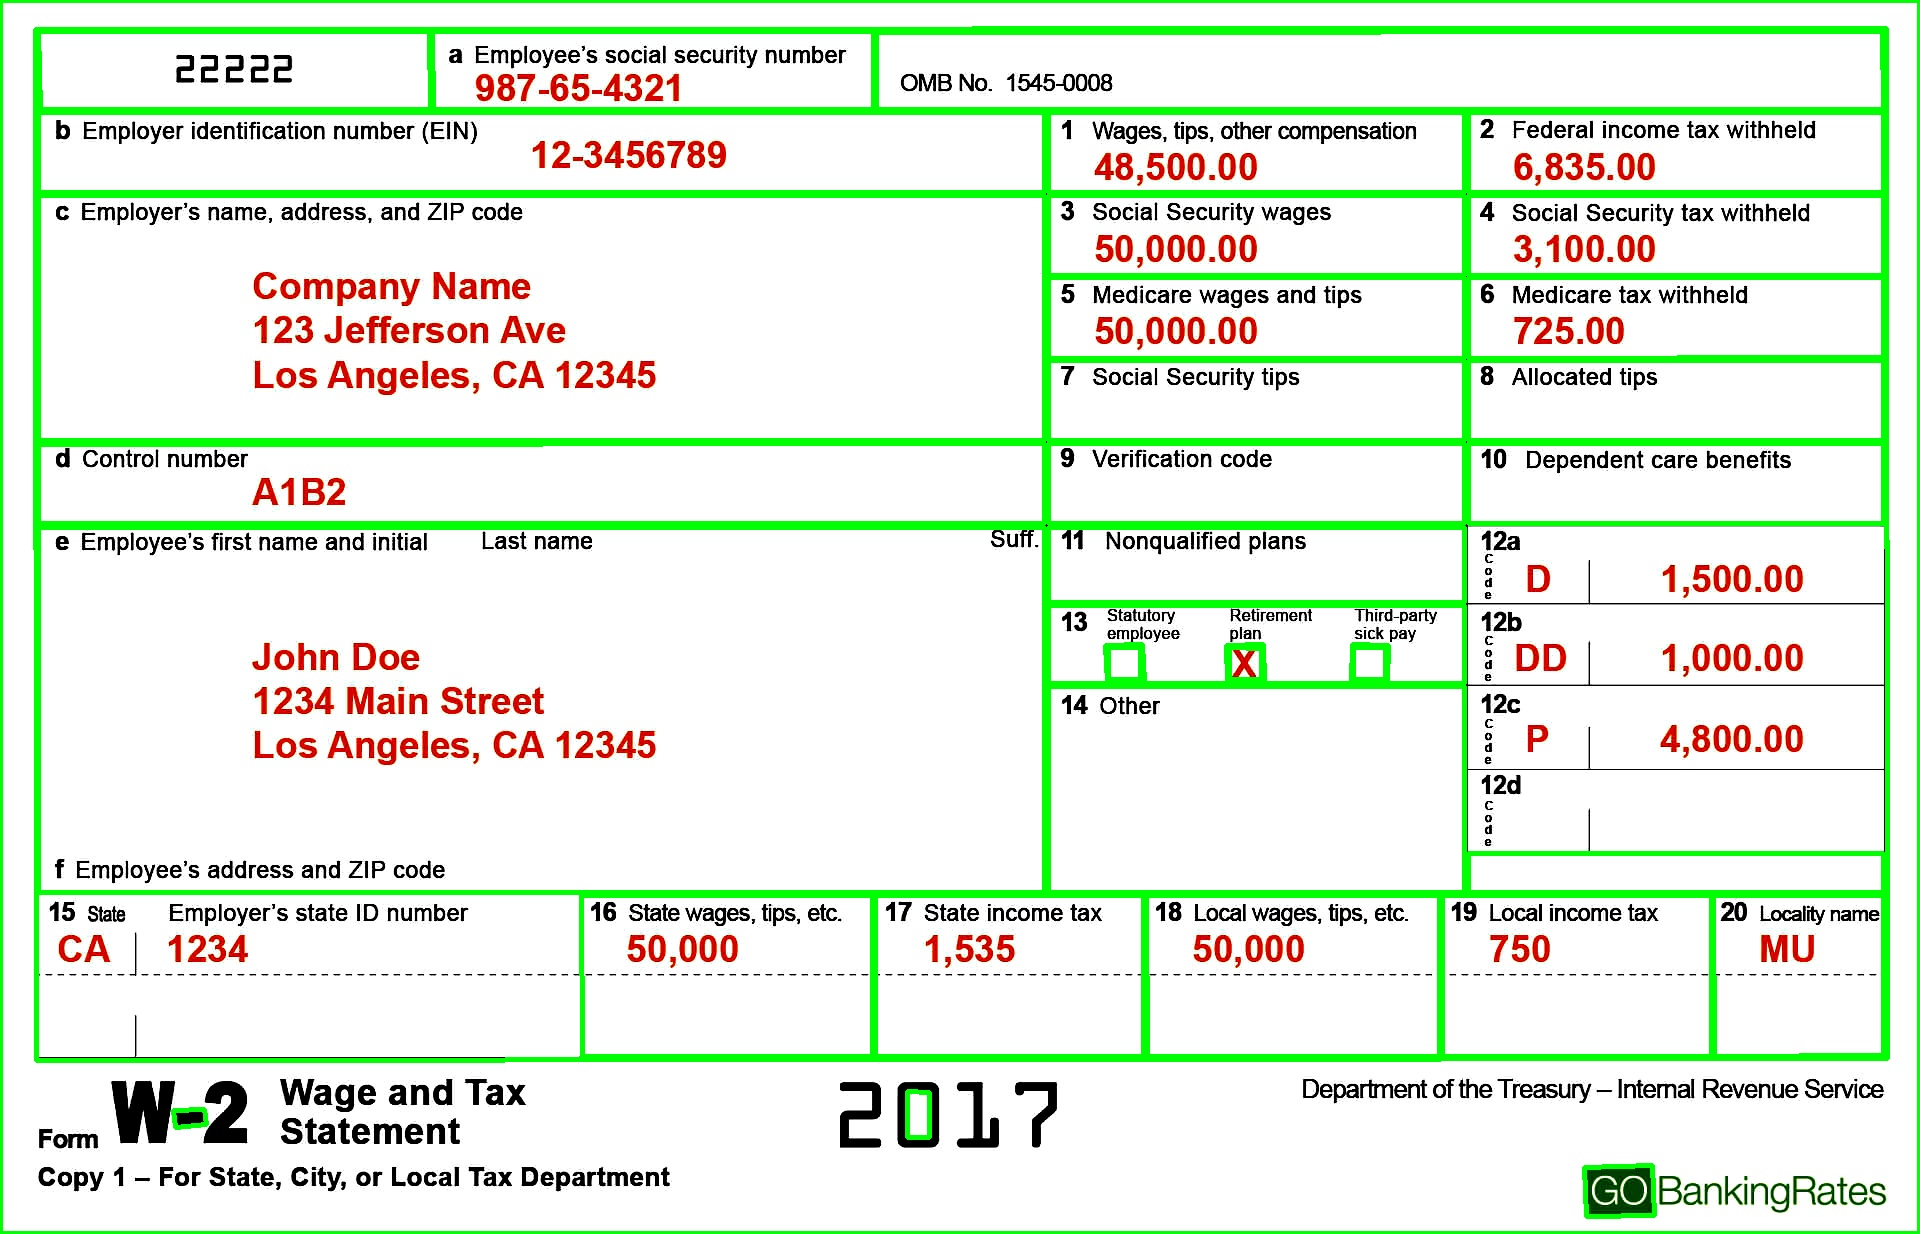 22222
a Employee's social security number
987-65-4321
OMB No. 1545-0008
b Employer identification number (EIN)
12-3456789
1 Wages, tips, other compensation
48,500.00
2 Federal income tax withheld
6,835.00
c Employer's name, address, and ZIP code
Company Name
123 Jefferson Ave
Los Angeles, CA 12345
3 Social Security wages
50,000.00
4 Social Security tax withheld
3,100.00
5 Medicare wages and tips
50,000.00
6 Medicare tax withheld
725.00
7 Social Security tips
8 Allocated tips
d Control number
A1B2
9 Verification code
10 Dependent care benefits
e Employee's first name and initial Last name Suff.
John Doe
1234 Main Street
Los Angeles, CA 12345
f Employee's address and ZIP code
11 Nonqualified plans
12a
Code D 1,500.00
13 Statutory employee Retirement plan Third-party sick pay
X
12b
Code DD 1,000.00
14 Other
12c
Code P 4,800.00
12d
Code
15 State Employer's state ID number
CA 1234
16 State wages, tips, etc.
50,000
17 State income tax
1,535
18 Local wages, tips, etc.
50,000
19 Local income tax
750
20 Locality name
MU
Form W-2 Wage and Tax
Statement
2017
Department of the Treasury – Internal Revenue Service
Copy 1 – For State, City, or Local Tax Department
GOBankingRates